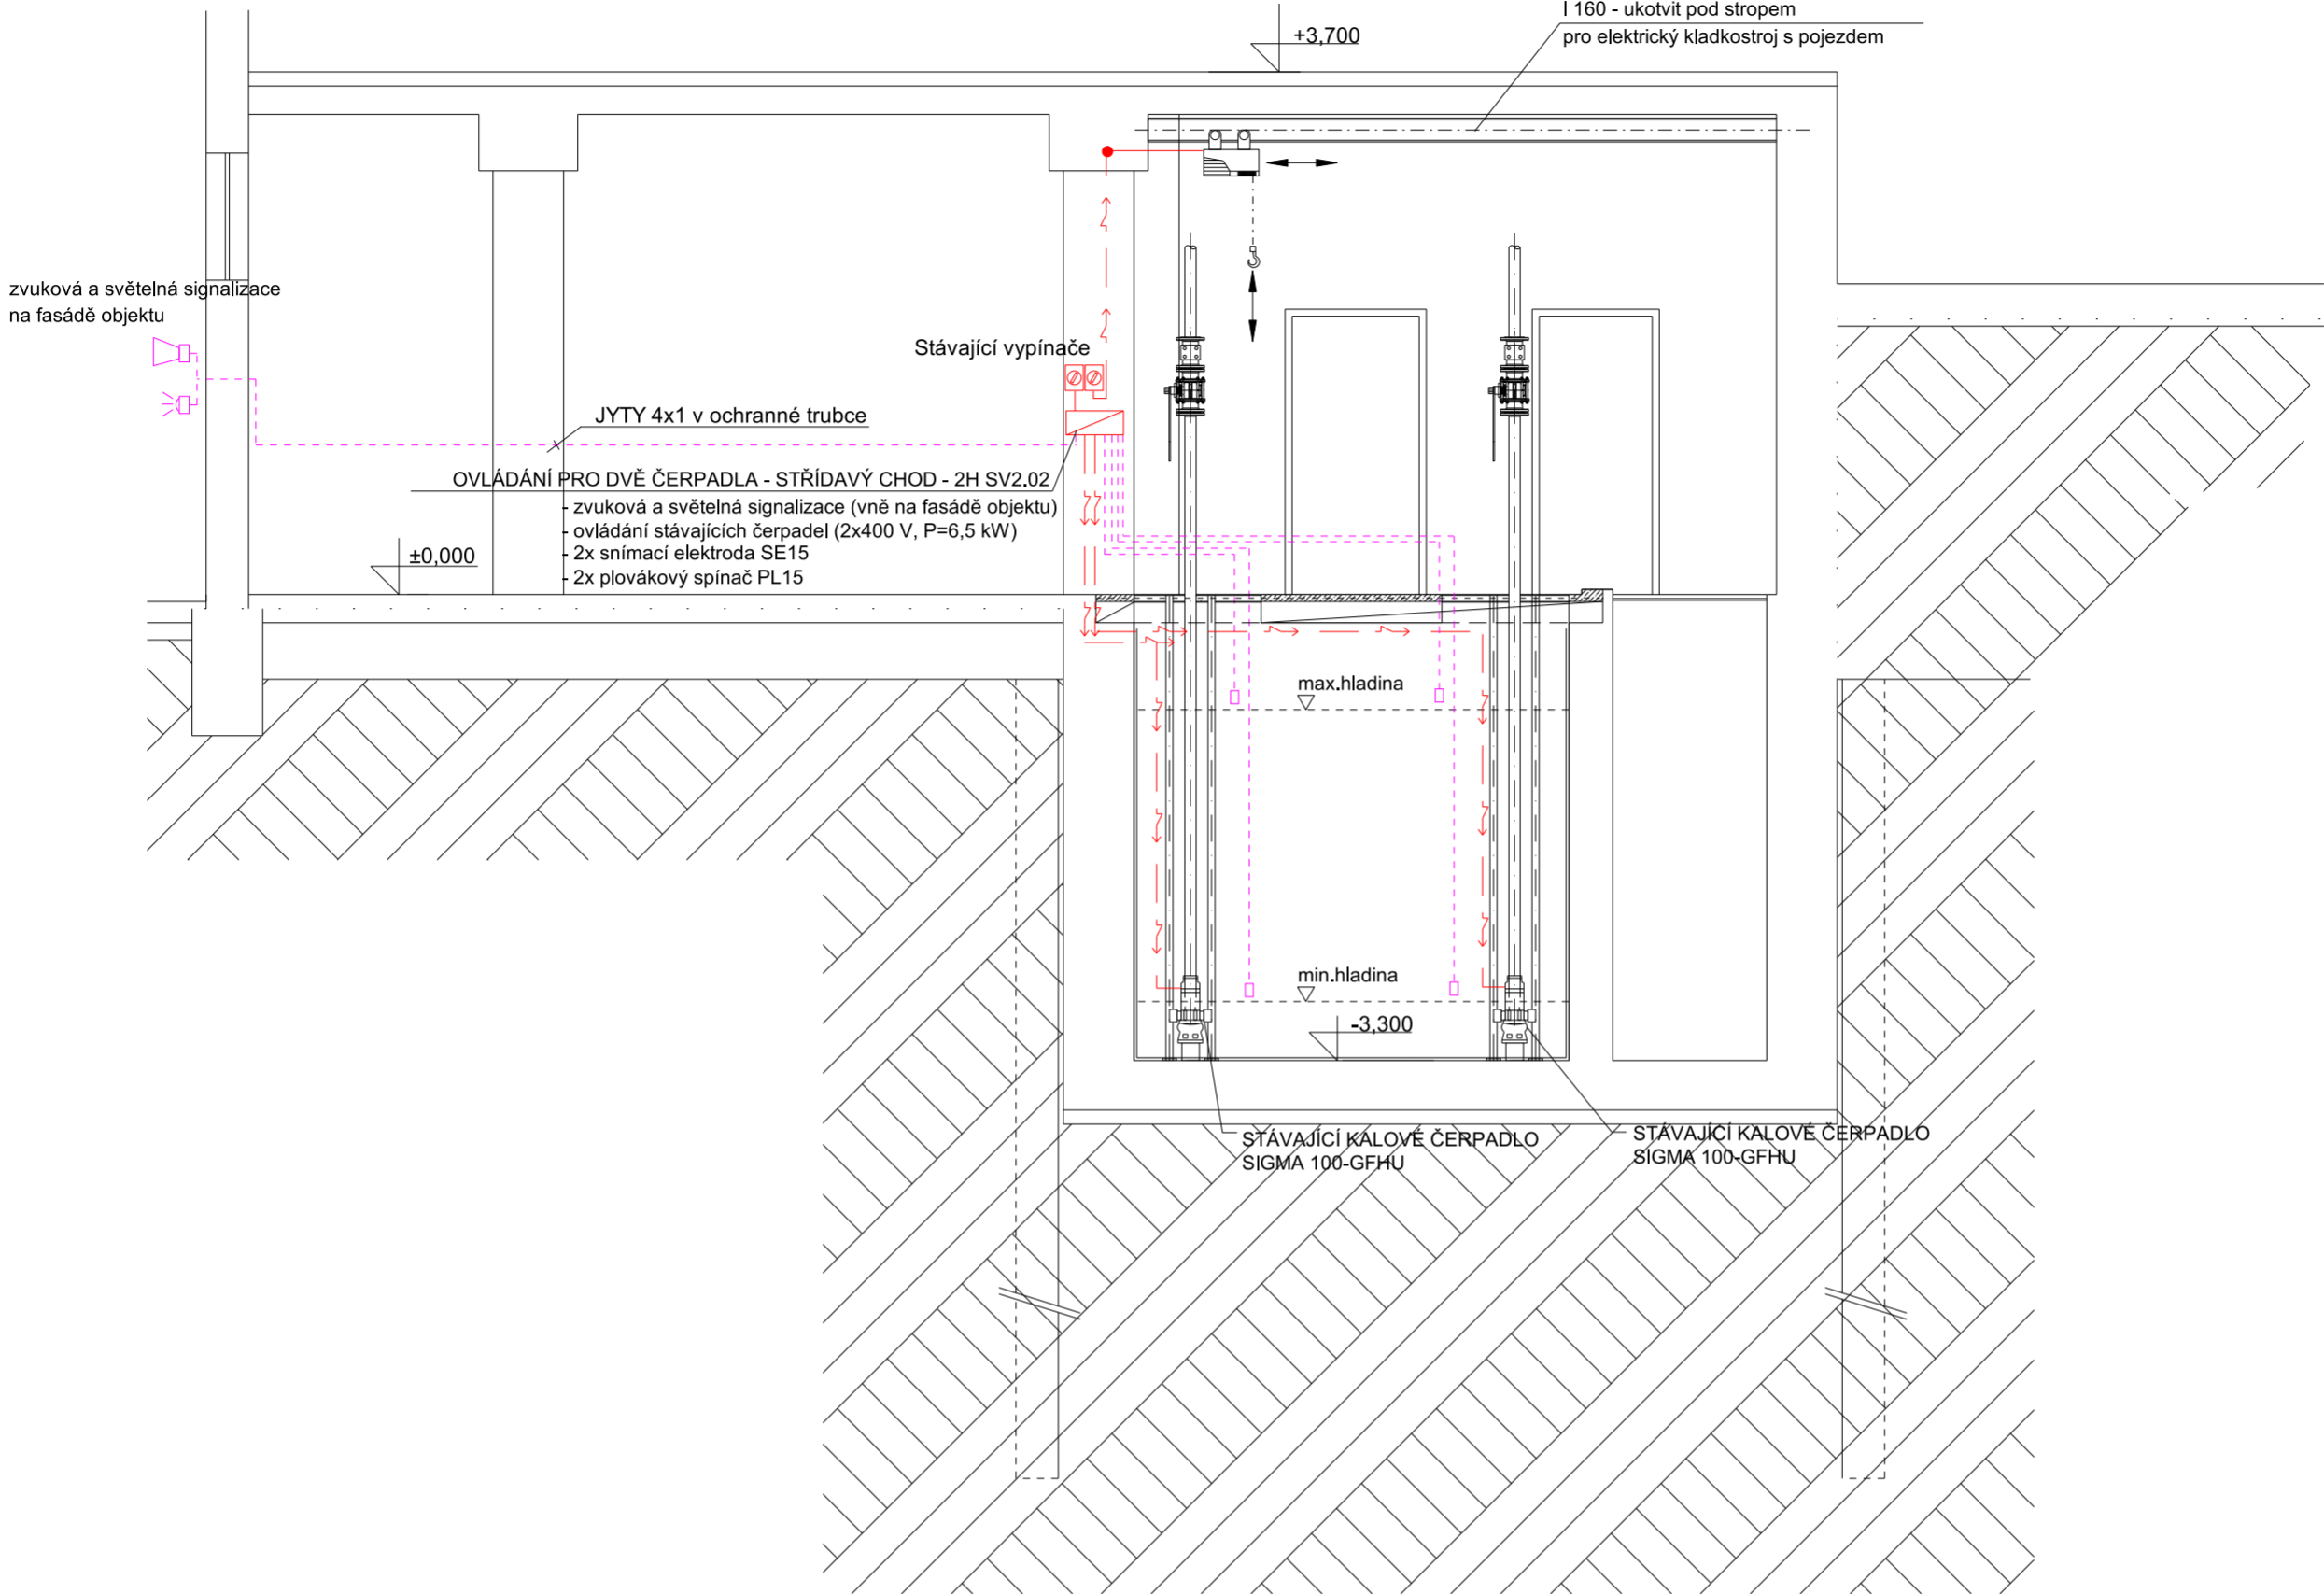 I 160 - ukotvit pod stropem
pro elektrický kladkostroj s pojezdem
+3,700
zvuková a světelná signalizace
na fasádě objektu
Stávající vypínače
JYTY 4x1 v ochranné trubce
OVLÁDÁNÍ PRO DVĚ ČERPADLA - STŘÍDAVÝ CHOD - 2H SV2.02
- zvuková a světelná signalizace (vně na fasádě objektu)
- ovládání stávajících čerpadel (2x400 V, P=6,5 kW)
- 2x snímací elektroda SE15
- 2x plovákový spínač PL15
±0,000
max.hladina
min.hladina
-3,300
STÁVAJÍCÍ KALOVÉ ČERPADLO
SIGMA 100-GFHU
STÁVAJÍCÍ KALOVÉ ČERPADLO
SIGMA 100-GFHU